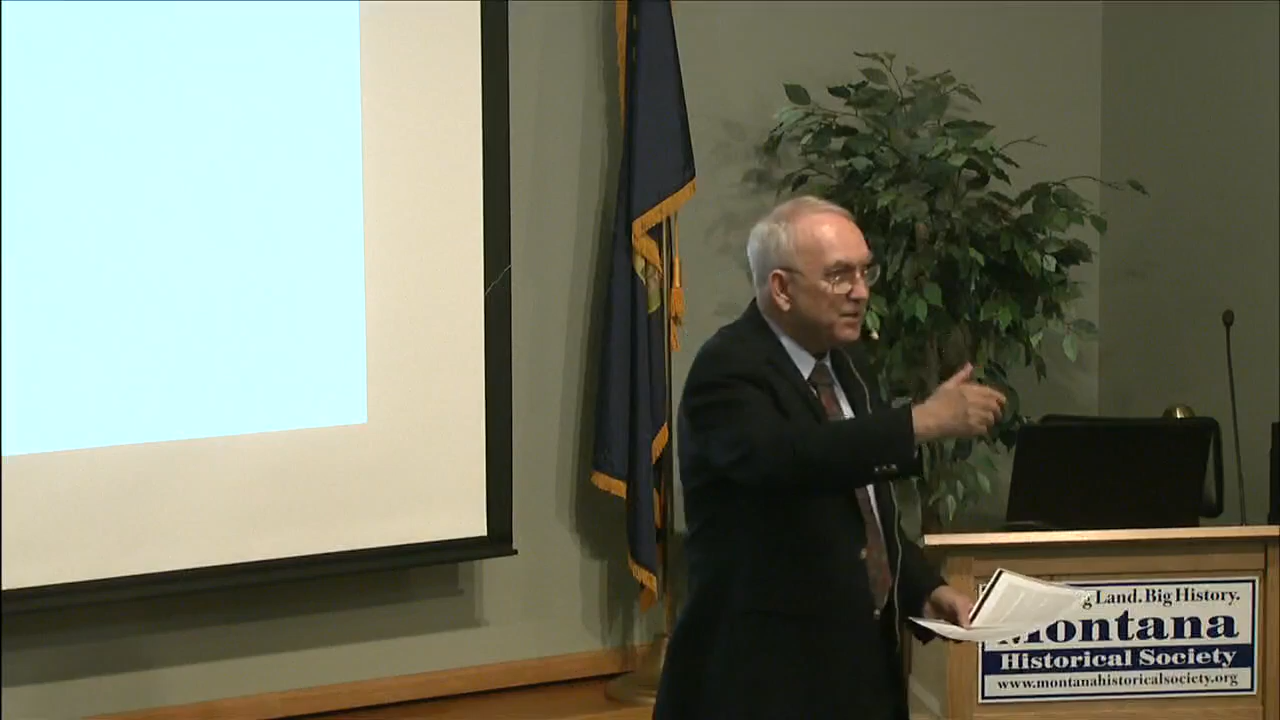 g Land. Big History.
Montana
Historical Society
www.montanahistoricalsociety.org